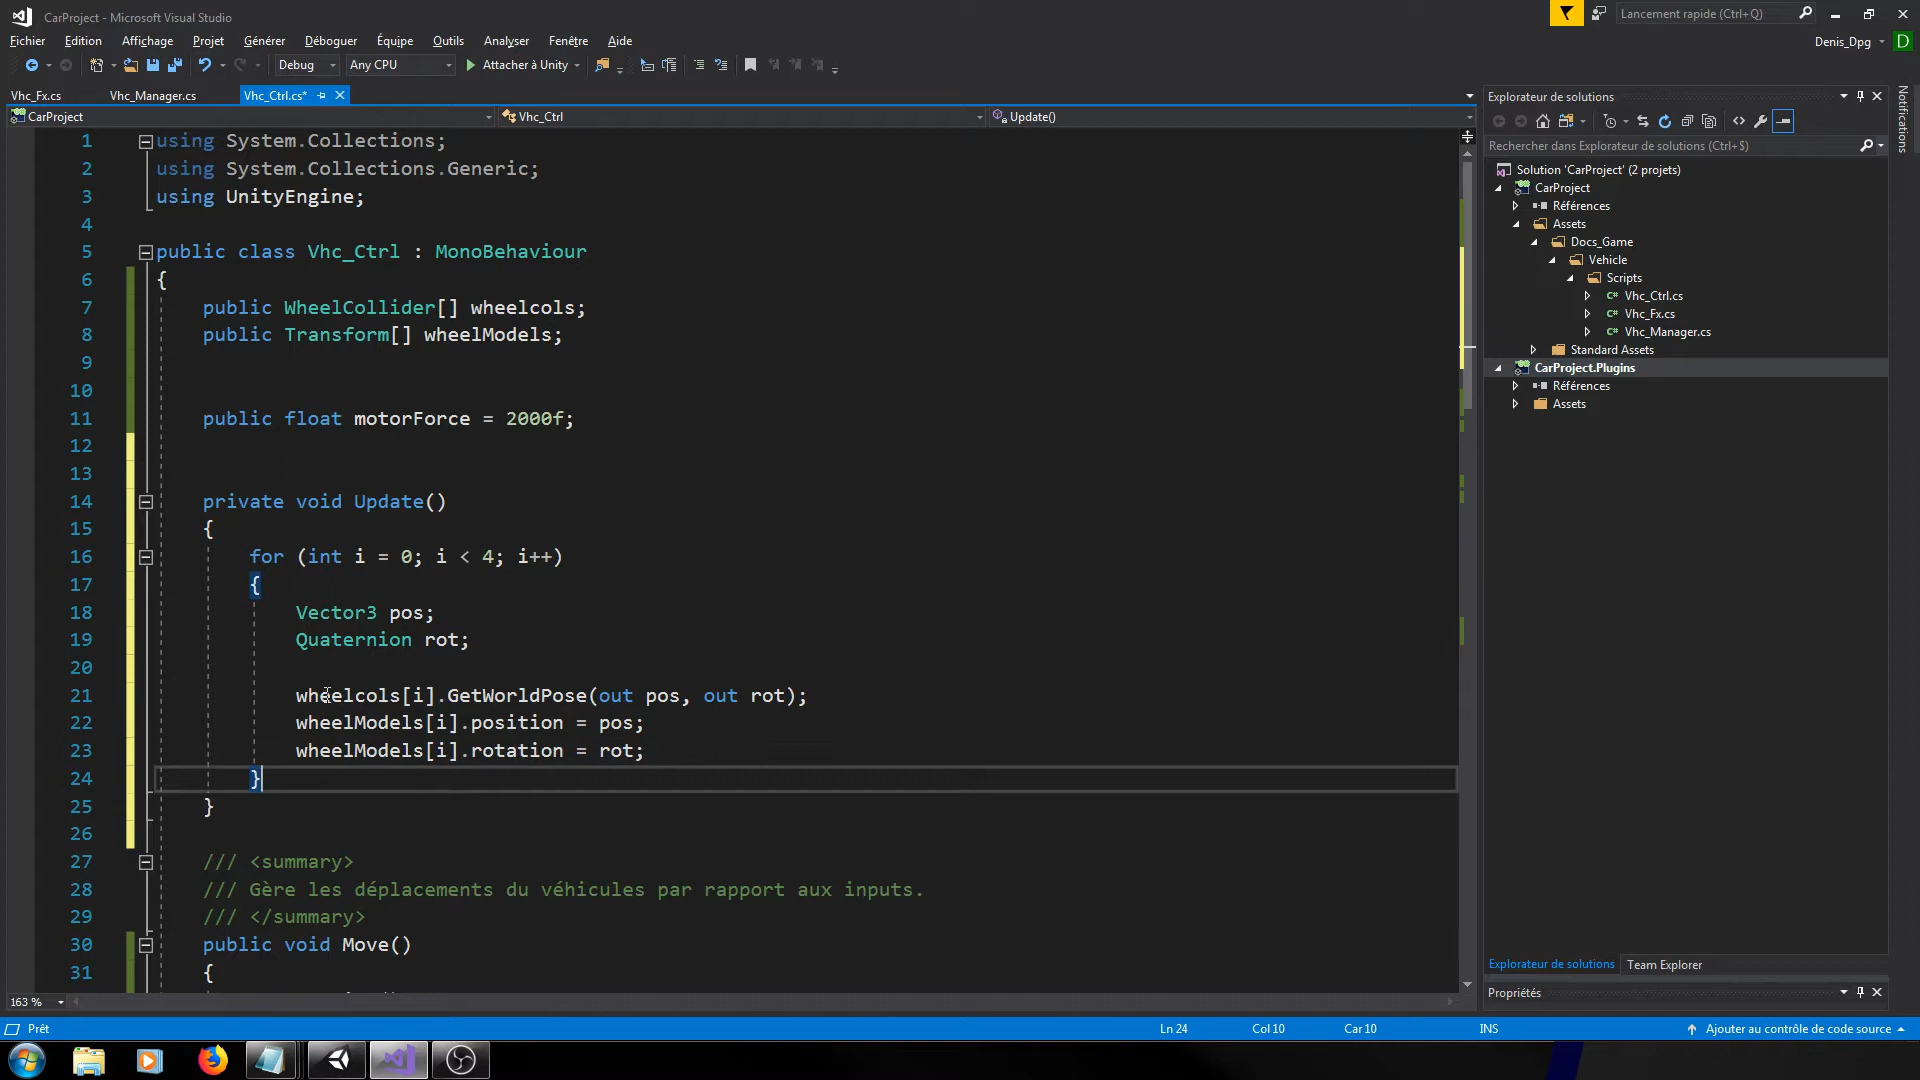 CarProject - Microsoft Visual Studio
Lancement rapide (Ctrl+Q)
Fichier Edition Affichage Projet Générer Déboguer Équipe Outils Analyser Fenêtre Aide
Denis_Dpg D
Debug Any CPU Attacher à Unity
Vhc_Fx.cs Vhc_Manager.cs Vhc_Ctrl.cs*
CarProject Vhc_Ctrl Update()
1 using System.Collections;
2 using System.Collections.Generic;
3 using UnityEngine;
4
5 public class Vhc_Ctrl : MonoBehaviour
6 {
7 public WheelCollider[] wheelcols;
8 public Transform[] wheelModels;
9
10
11 public float motorForce = 2000f;
12
13
14 private void Update()
15 {
16 for (int i = 0; i < 4; i++)
17 {
18 Vector3 pos;
19 Quaternion rot;
20
21 wheelcols[i].GetWorldPose(out pos, out rot);
22 wheelModels[i].position = pos;
23 wheelModels[i].rotation = rot;
24 }
25 }
26
27 /// <summary>
28 /// Gère les déplacements du véhicules par rapport aux inputs.
29 /// </summary>
30 public void Move()
31 {
163 %
Explorateur de solutions
Rechercher dans Explorateur de solutions (Ctrl+$)
Solution 'CarProject' (2 projets)
CarProject
Références
Assets
Docs_Game
Vehicle
Scripts
C# Vhc_Ctrl.cs
C# Vhc_Fx.cs
C# Vhc_Manager.cs
Standard Assets
CarProject.Plugins
Références
Assets
Explorateur de solutions Team Explorer
Propriétés
Notifications
Prêt Ln 24 Col 10 Car 10 INS Ajouter au contrôle de code source